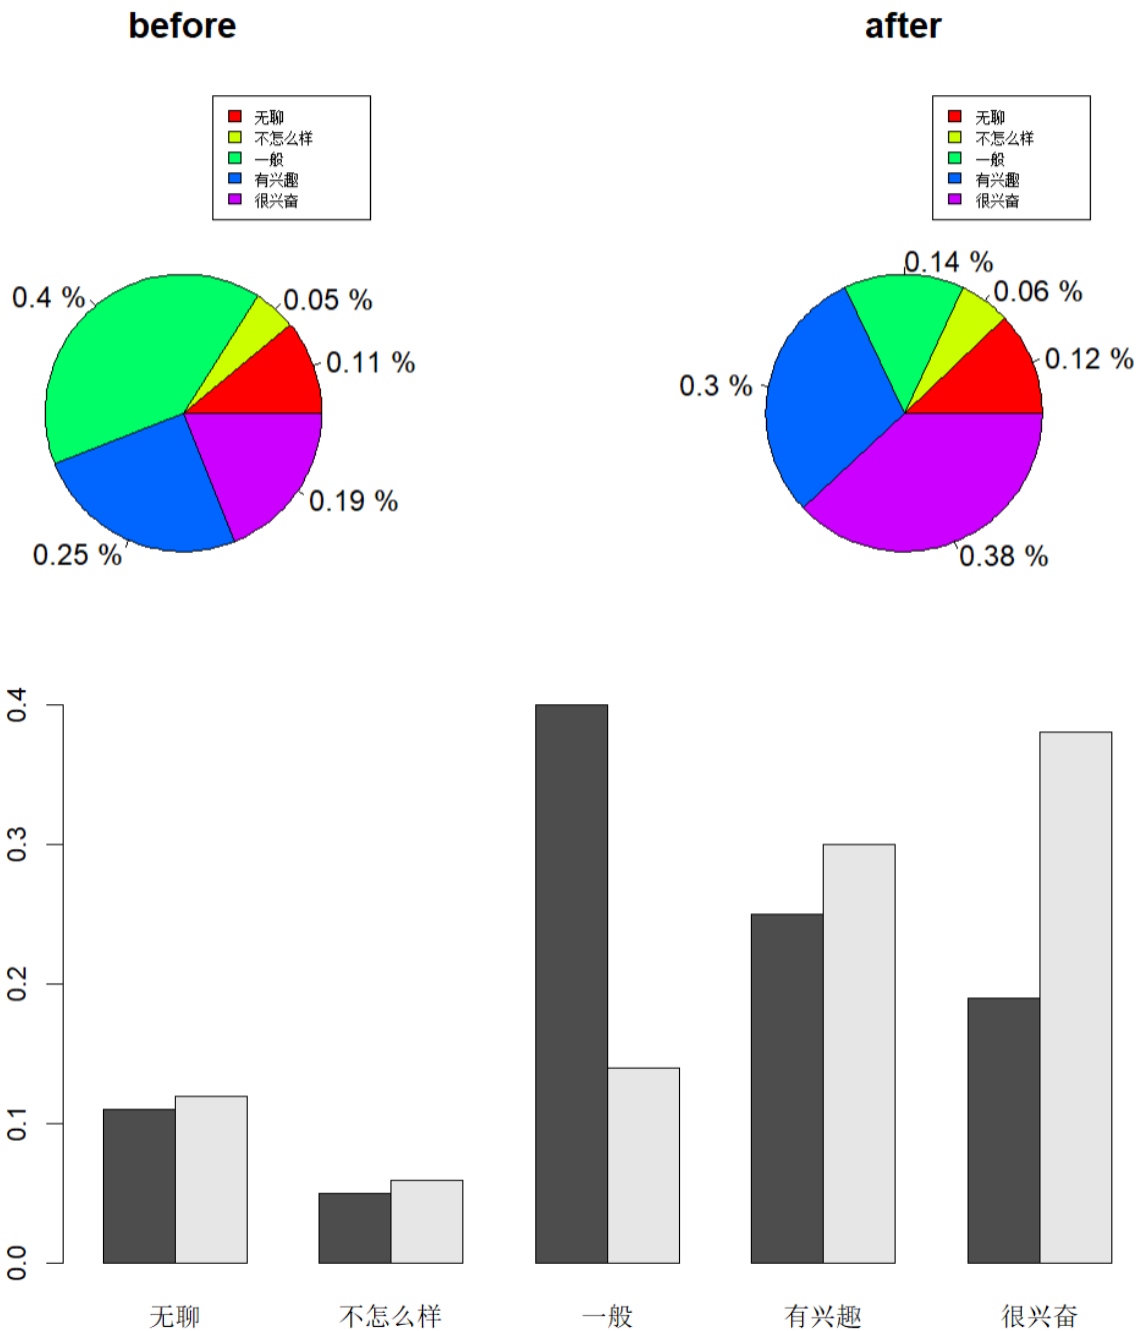 before
after
无聊
不怎么样
一般
有兴趣
很兴奋
无聊
不怎么样
一般
有兴趣
很兴奋
0.4 %
0.05 %
0.11 %
0.19 %
0.25 %
0.14 %
0.06 %
0.12 %
0.3 %
0.38 %
0.4
0.3
0.2
0.1
0.0
无聊
不怎么样
一般
有兴趣
很兴奋